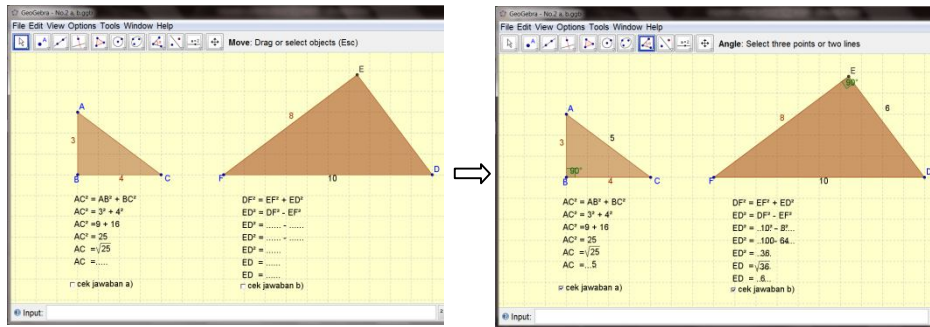 GeoGebra - No.2 a, b.ggb
File Edit View Options Tools Window Help
Move: Drag or select objects (Esc)
E
A
8
3
B
4
C
F
10
D
AC² = AB² + BC²
AC² = 3² + 4²
AC² =9 + 16
AC² = 25
AC =√25
AC =.....
cek jawaban a)
DF² = EF² + ED²
ED² = DF² - EF²
ED² = ...... - ......
ED² = ...... - ......
ED² = ......
ED = ......
ED = ......
cek jawaban b)
Input:
GeoGebra - No.2 a, b.ggb
File Edit View Options Tools Window Help
Angle: Select three points or two lines
E
90°
A
8
6
3
5
90°
B
4
C
F
10
D
AC² = AB² + BC²
AC² = 3² + 4²
AC² =9 + 16
AC² = 25
AC =√25
AC =...5
cek jawaban a)
DF² = EF² + ED²
ED² = DF² - EF²
ED² = ..10² - 8²...
ED² = ..100- 64...
ED² = ..36.
ED = √36.
ED = ..6...
cek jawaban b)
Input: